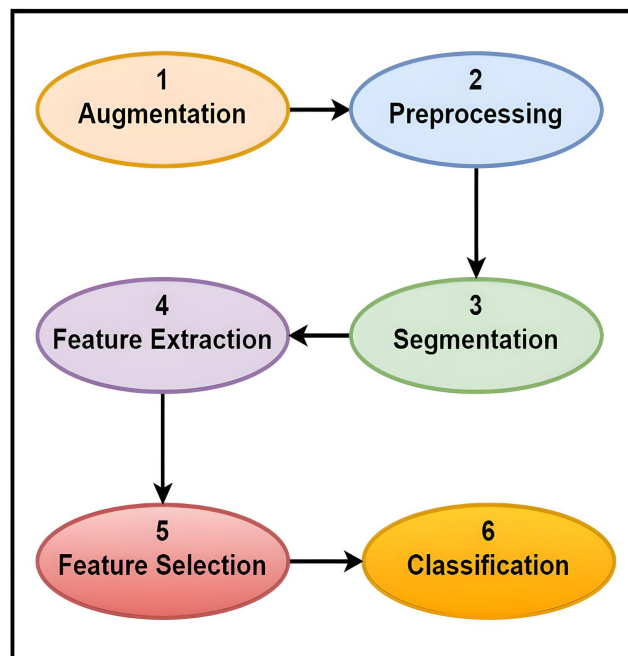 1
Augmentation
2
Preprocessing
3
Segmentation
4
Feature Extraction
5
Feature Selection
6
Classification